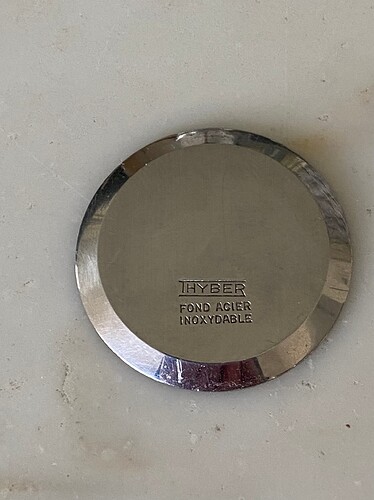 THYBER
FOND ACIER
INOXYDABLE